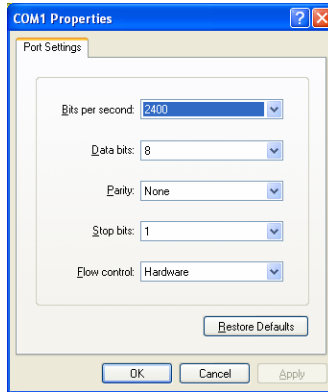 COM1 Properties
Port Settings
Bits per second: 2400
Data bits: 8
Parity: None
Stop bits: 1
Flow control: Hardware
Restore Defaults
OK Cancel Apply